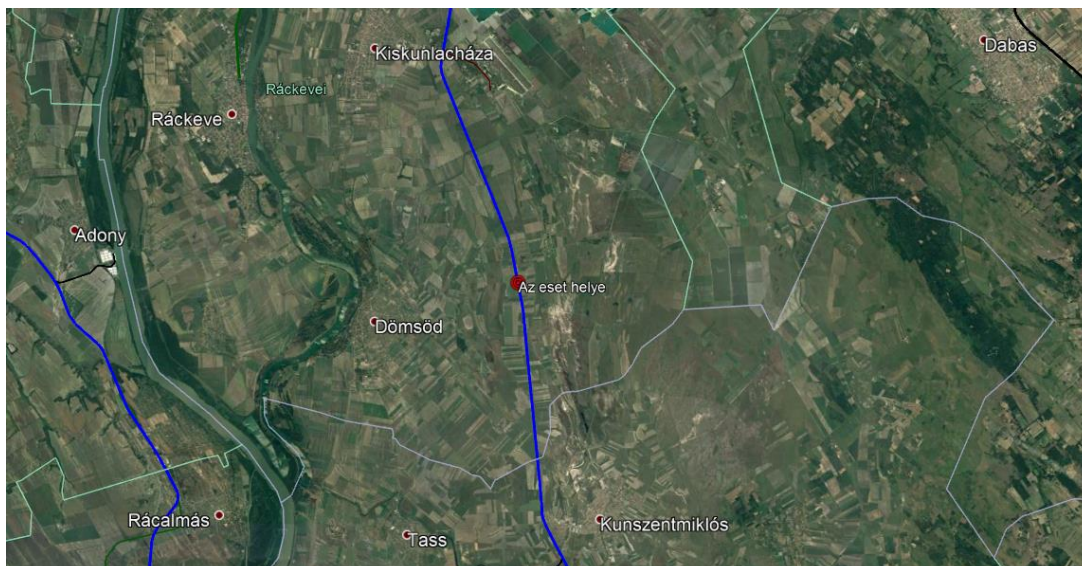 Kiskunlacháza
Dabas
Ráckevei
Ráckeve
Adony
Az eset helye
Dömsöd
Rácalmás
Tass
Kunszentmiklós